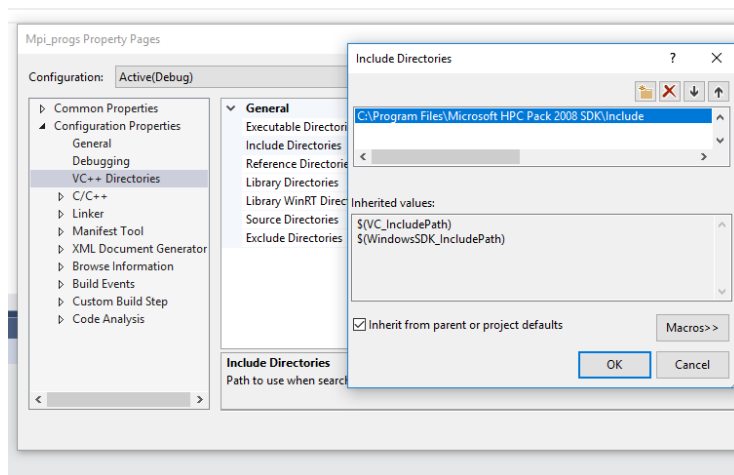 Mpi_progs Property Pages
Configuration: Active(Debug)
Common Properties
Configuration Properties
General
Debugging
VC++ Directories
C/C++
Linker
Manifest Tool
XML Document Generator
Browse Information
Build Events
Custom Build Step
Code Analysis
General
Executable Directori
Include Directories
Reference Directorie
Library Directories
Library WinRT Direc
Source Directories
Exclude Directories
Include Directories
Path to use when search
Include Directories
?
C:\Program Files\Microsoft HPC Pack 2008 SDK\Include
Inherited values:
$(VC_IncludePath)
$(WindowsSDK_IncludePath)
Inherit from parent or project defaults
Macros>>
OK Cancel